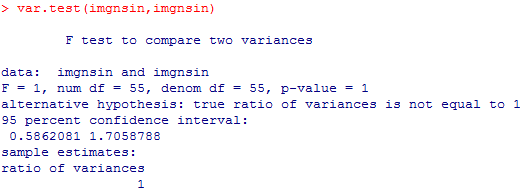 > var.test(imgnsin,imgnsin)
F test to compare two variances
data:  imgnsin and imgnsin
F = 1, num df = 55, denom df = 55, p-value = 1
alternative hypothesis: true ratio of variances is not equal to 1
95 percent confidence interval:
0.5862081 1.7058788
sample estimates:
ratio of variances
1